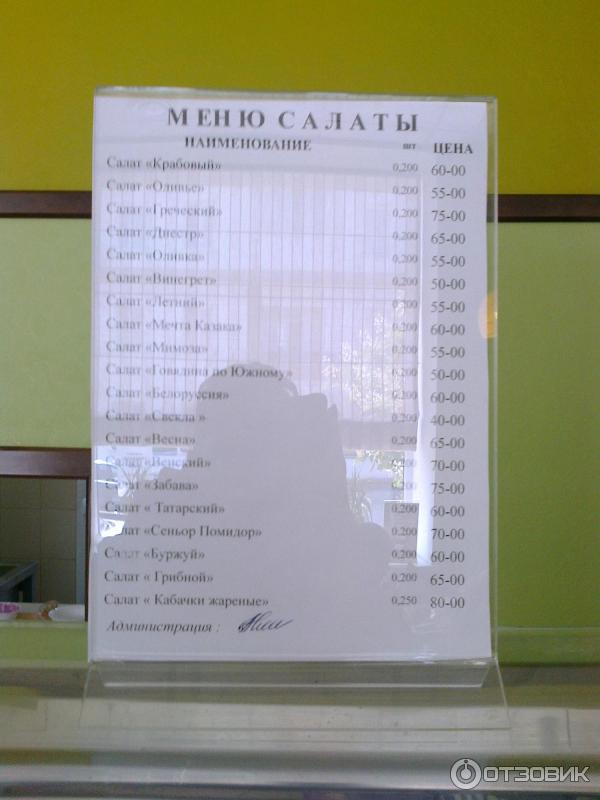 МЕНЮ САЛАТЫ
НАИМЕНОВАНИЕ шт ЦЕНА
Салат «Крабовый» 0,200 60-00
Салат «Оливье» 0,200 55-00
Салат «Греческий» 0,200 75-00
Салат «Днестр» 0,200 65-00
Салат «Оливка» 0,200 55-00
Салат «Винегрет» 0,200 50-00
Салат «Летний» 0,200 55-00
Салат «Мечта Казака» 0,200 60-00
Салат «Мимоза» 0,200 55-00
Салат «Говядина по Южному» 0,200 50-00
Салат «Белоруссия» 0,200 60-00
Салат «Свекла » 0,200 40-00
Салат «Весна» 0,200 65-00
Салат «Венский» 0,200 70-00
Салат «Забава» 0,200 75-00
Салат « Татарский» 0,200 60-00
Салат «Сеньор Помидор» 0,200 70-00
Салат «Буржуй» 0,200 60-00
Салат « Грибной» 0,200 65-00
Салат « Кабачки жареные» 0,250 80-00
Администрация :
ОТЗОВИК